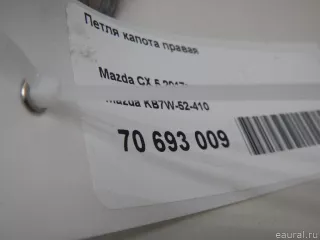 Петля капота правая
Mazda CX 5 2017
Mazda KB7W-52-410
70 693 009
eaural.ru